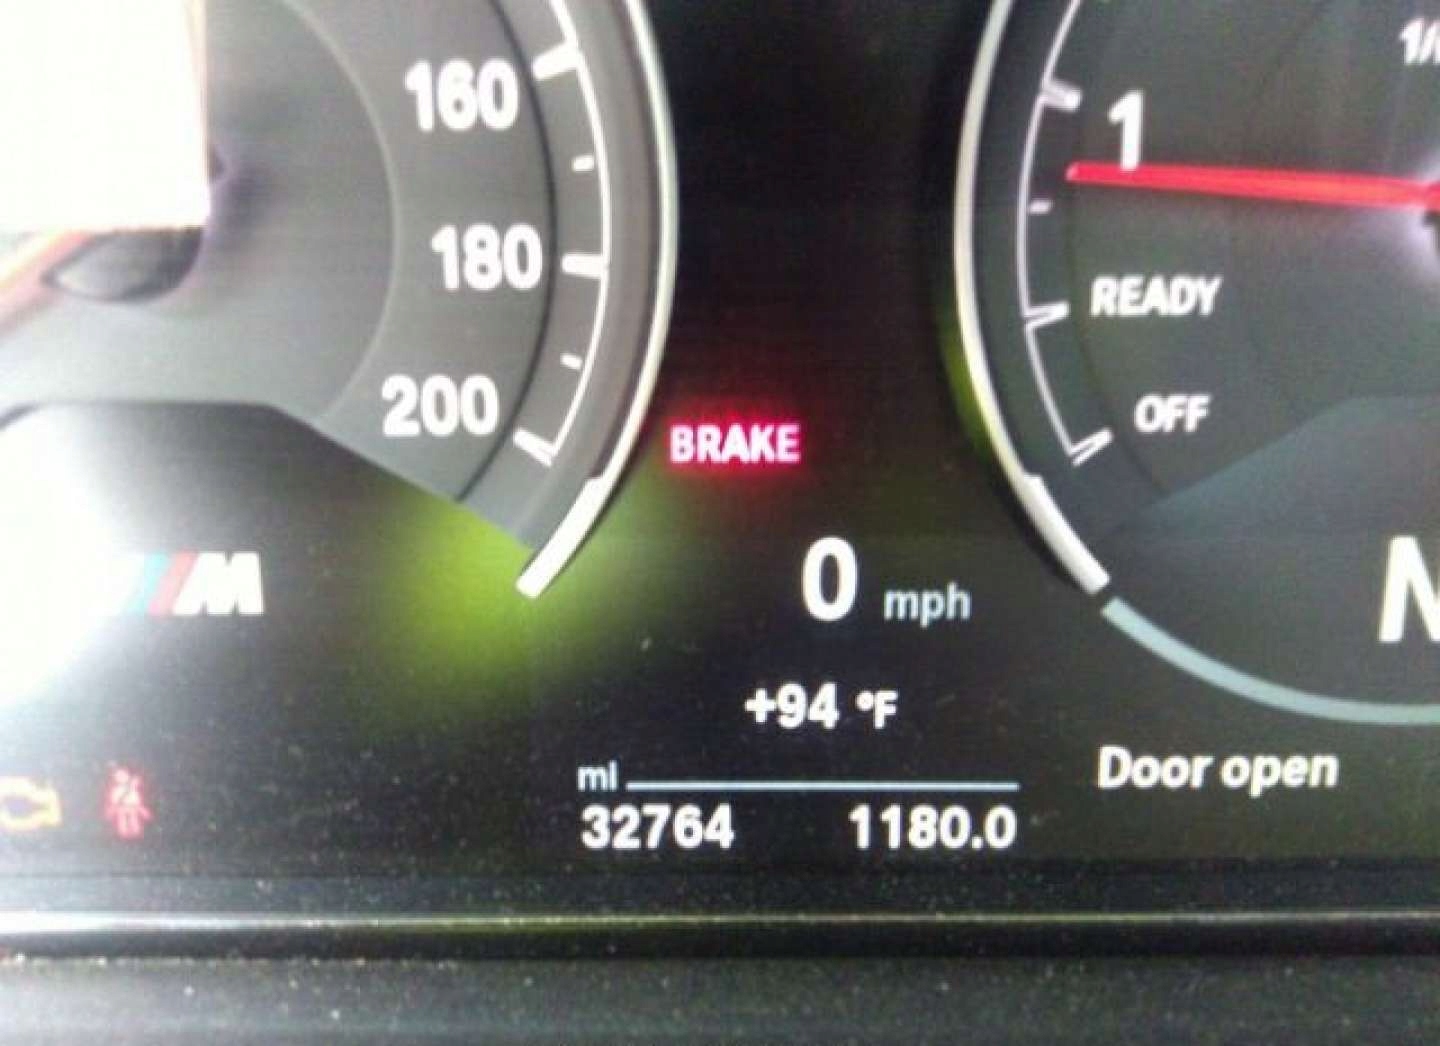 160
180
200
1
READY
OFF
BRAKE
M
0 mph
+94 °F
mi
32764 1180.0
Door open